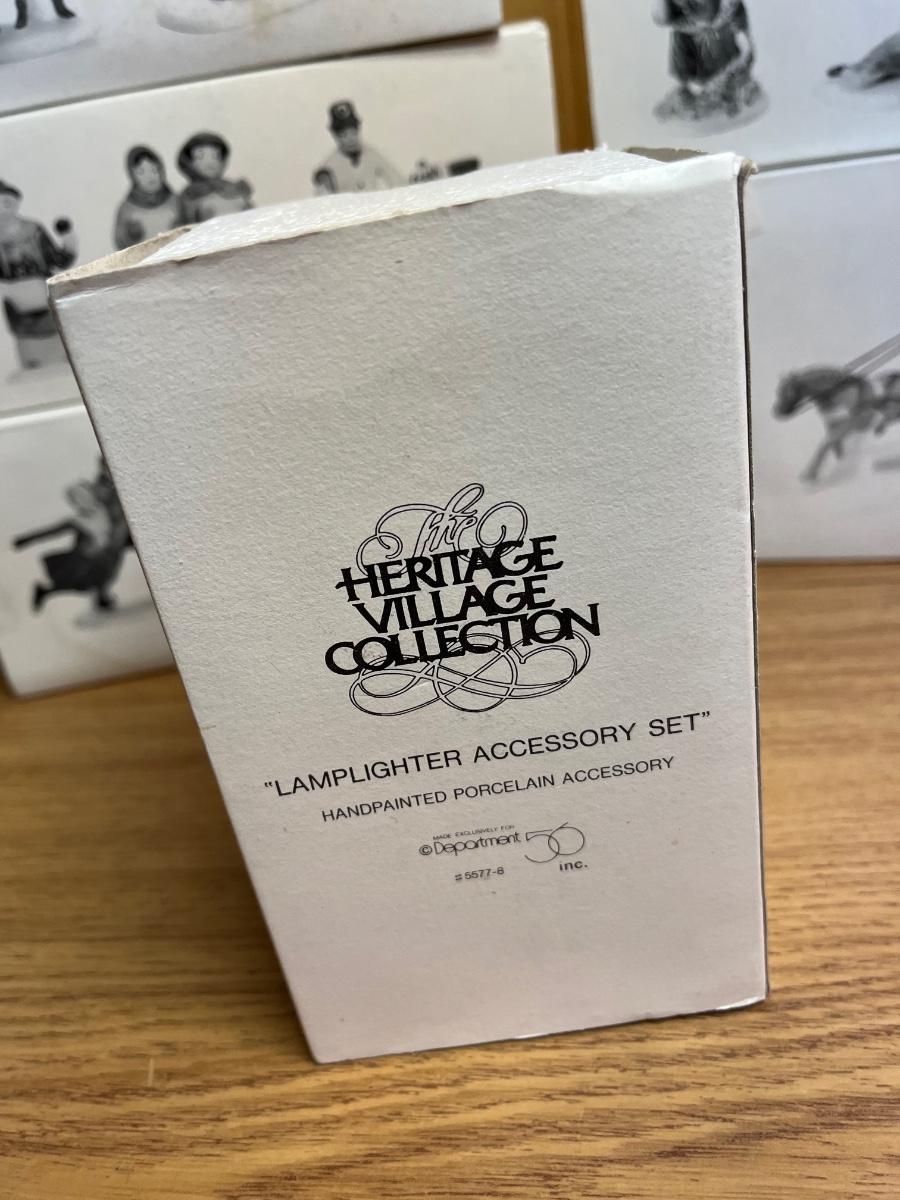 The
HERITAGE
VILLAGE
COLLECTION
"LAMPLIGHTER ACCESSORY SET"
HANDPAINTED PORCELAIN ACCESSORY
MADE EXCLUSIVELY FOR
©Department 56
#5577-8 inc.